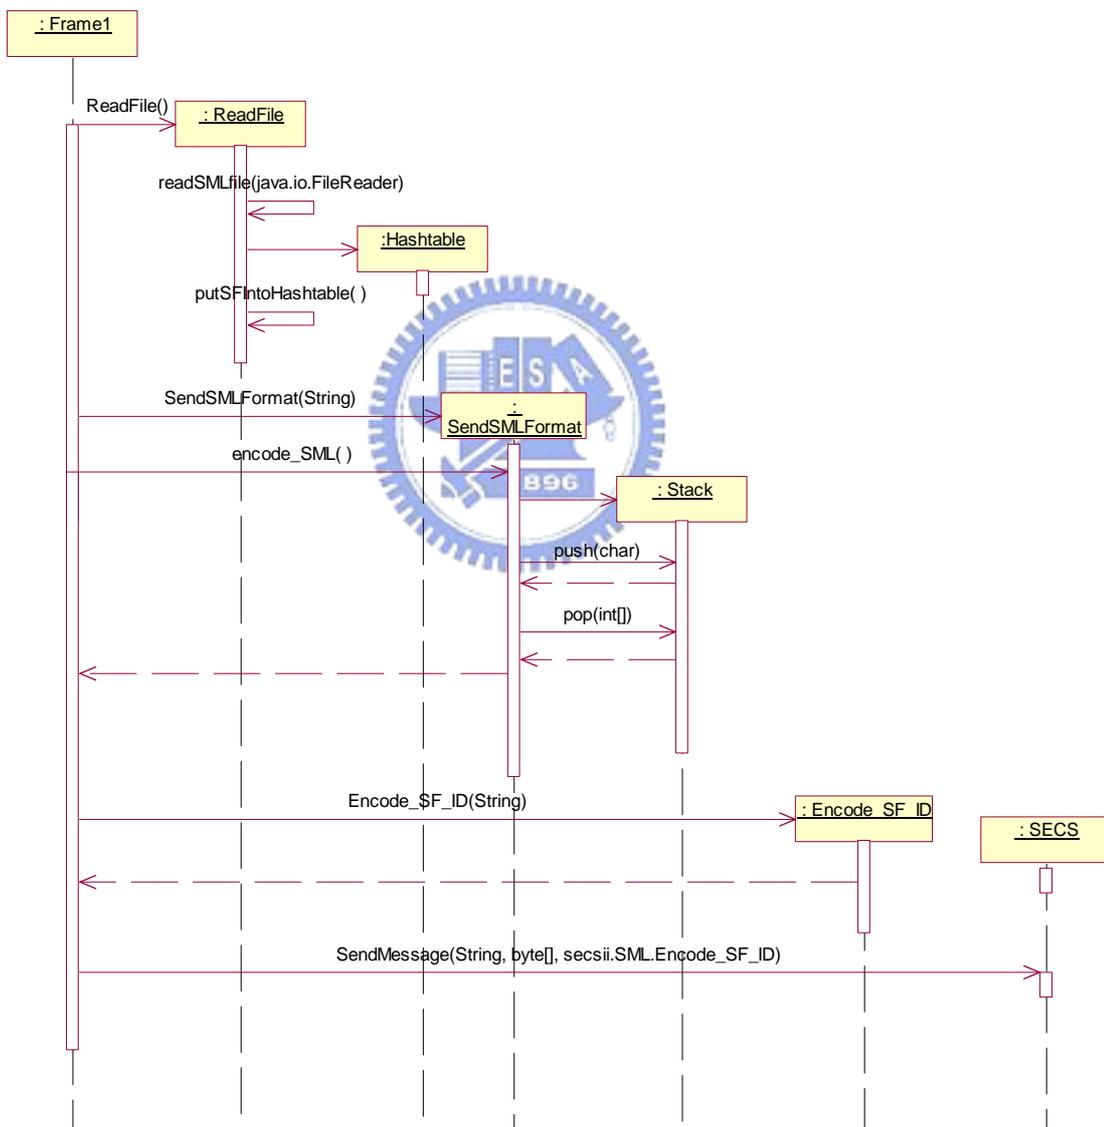 : Frame1
ReadFile()
: ReadFile
readSMLfile(java.io.FileReader)
:Hashtable
putSFIntoHashtable( )
E S A
SendSMLFormat(String)
:
SendSMLFormat
encode_SML( )
896
: Stack
push(char)
pop(int[])
Encode_SF_ID(String)
: Encode_SF_ID
: SECS
SendMessage(String, byte[], secsii.SML.Encode_SF_ID)